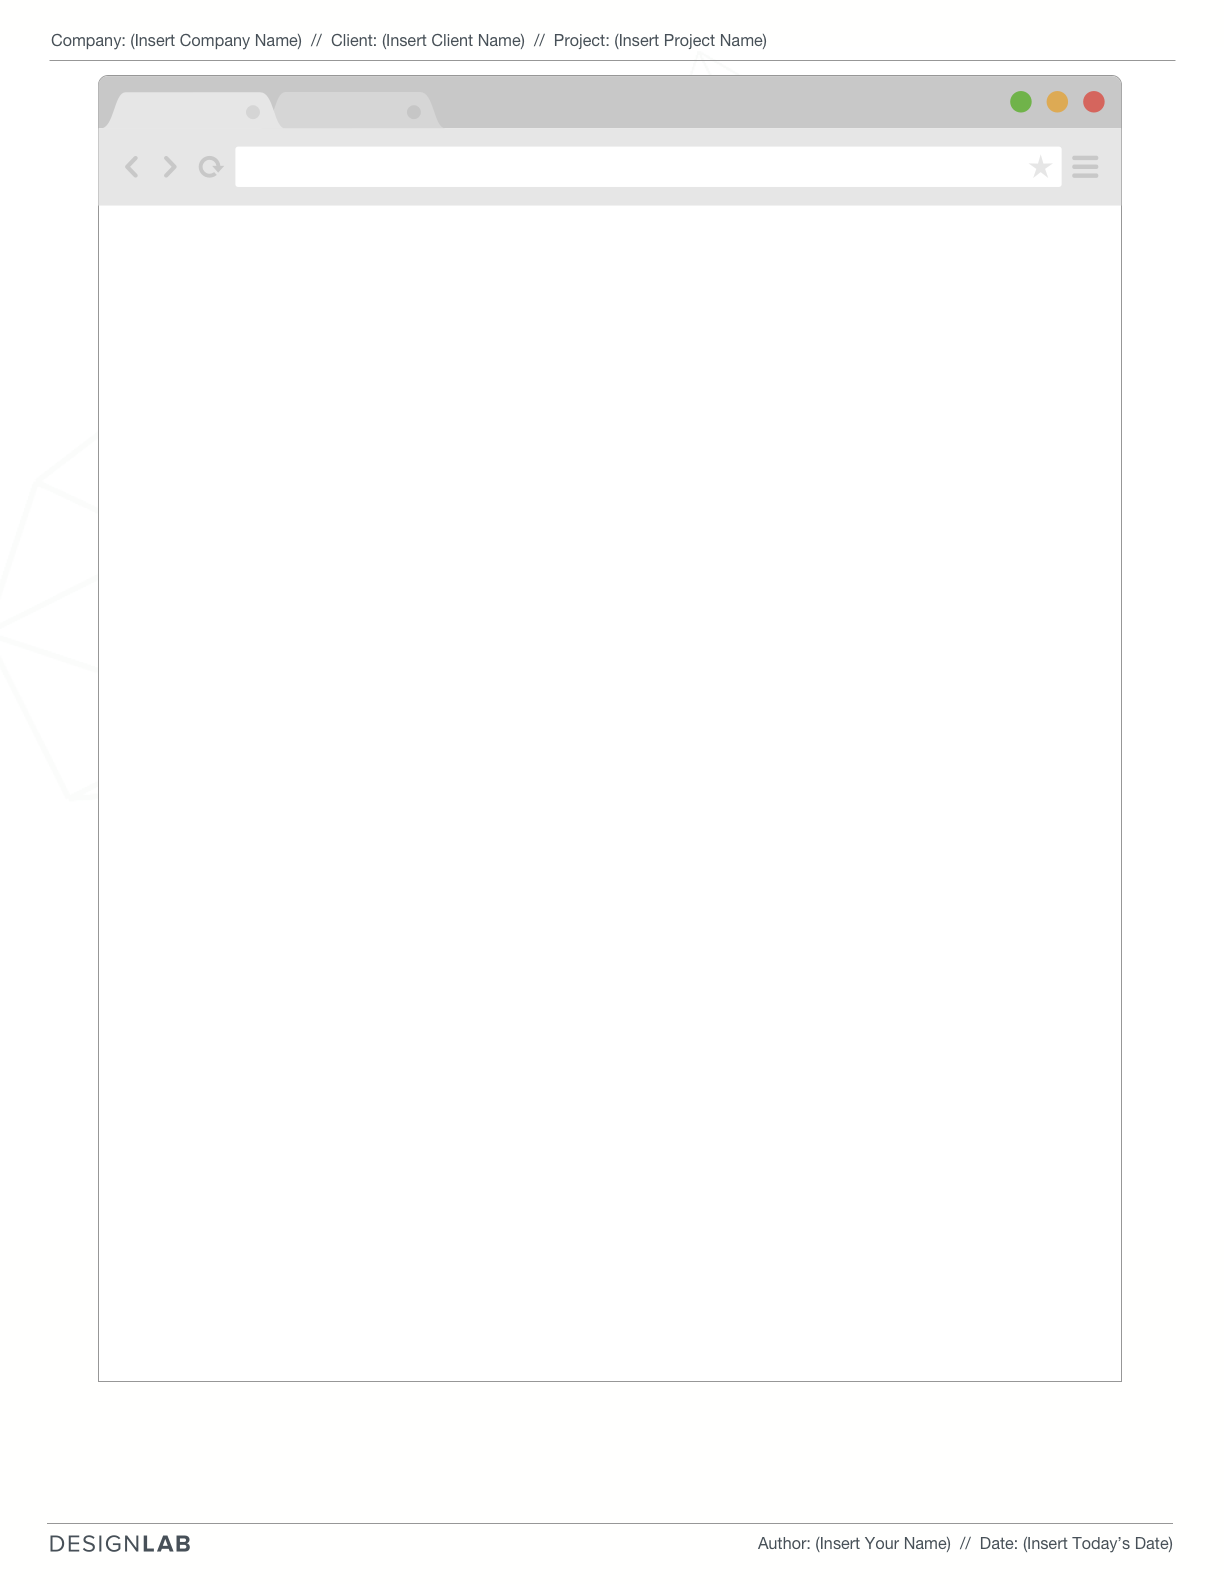 Company: (Insert Company Name)  //  Client: (Insert Client Name)  //  Project: (Insert Project Name)
DESIGNLAB
Author: (Insert Your Name)  //  Date: (Insert Today’s Date)